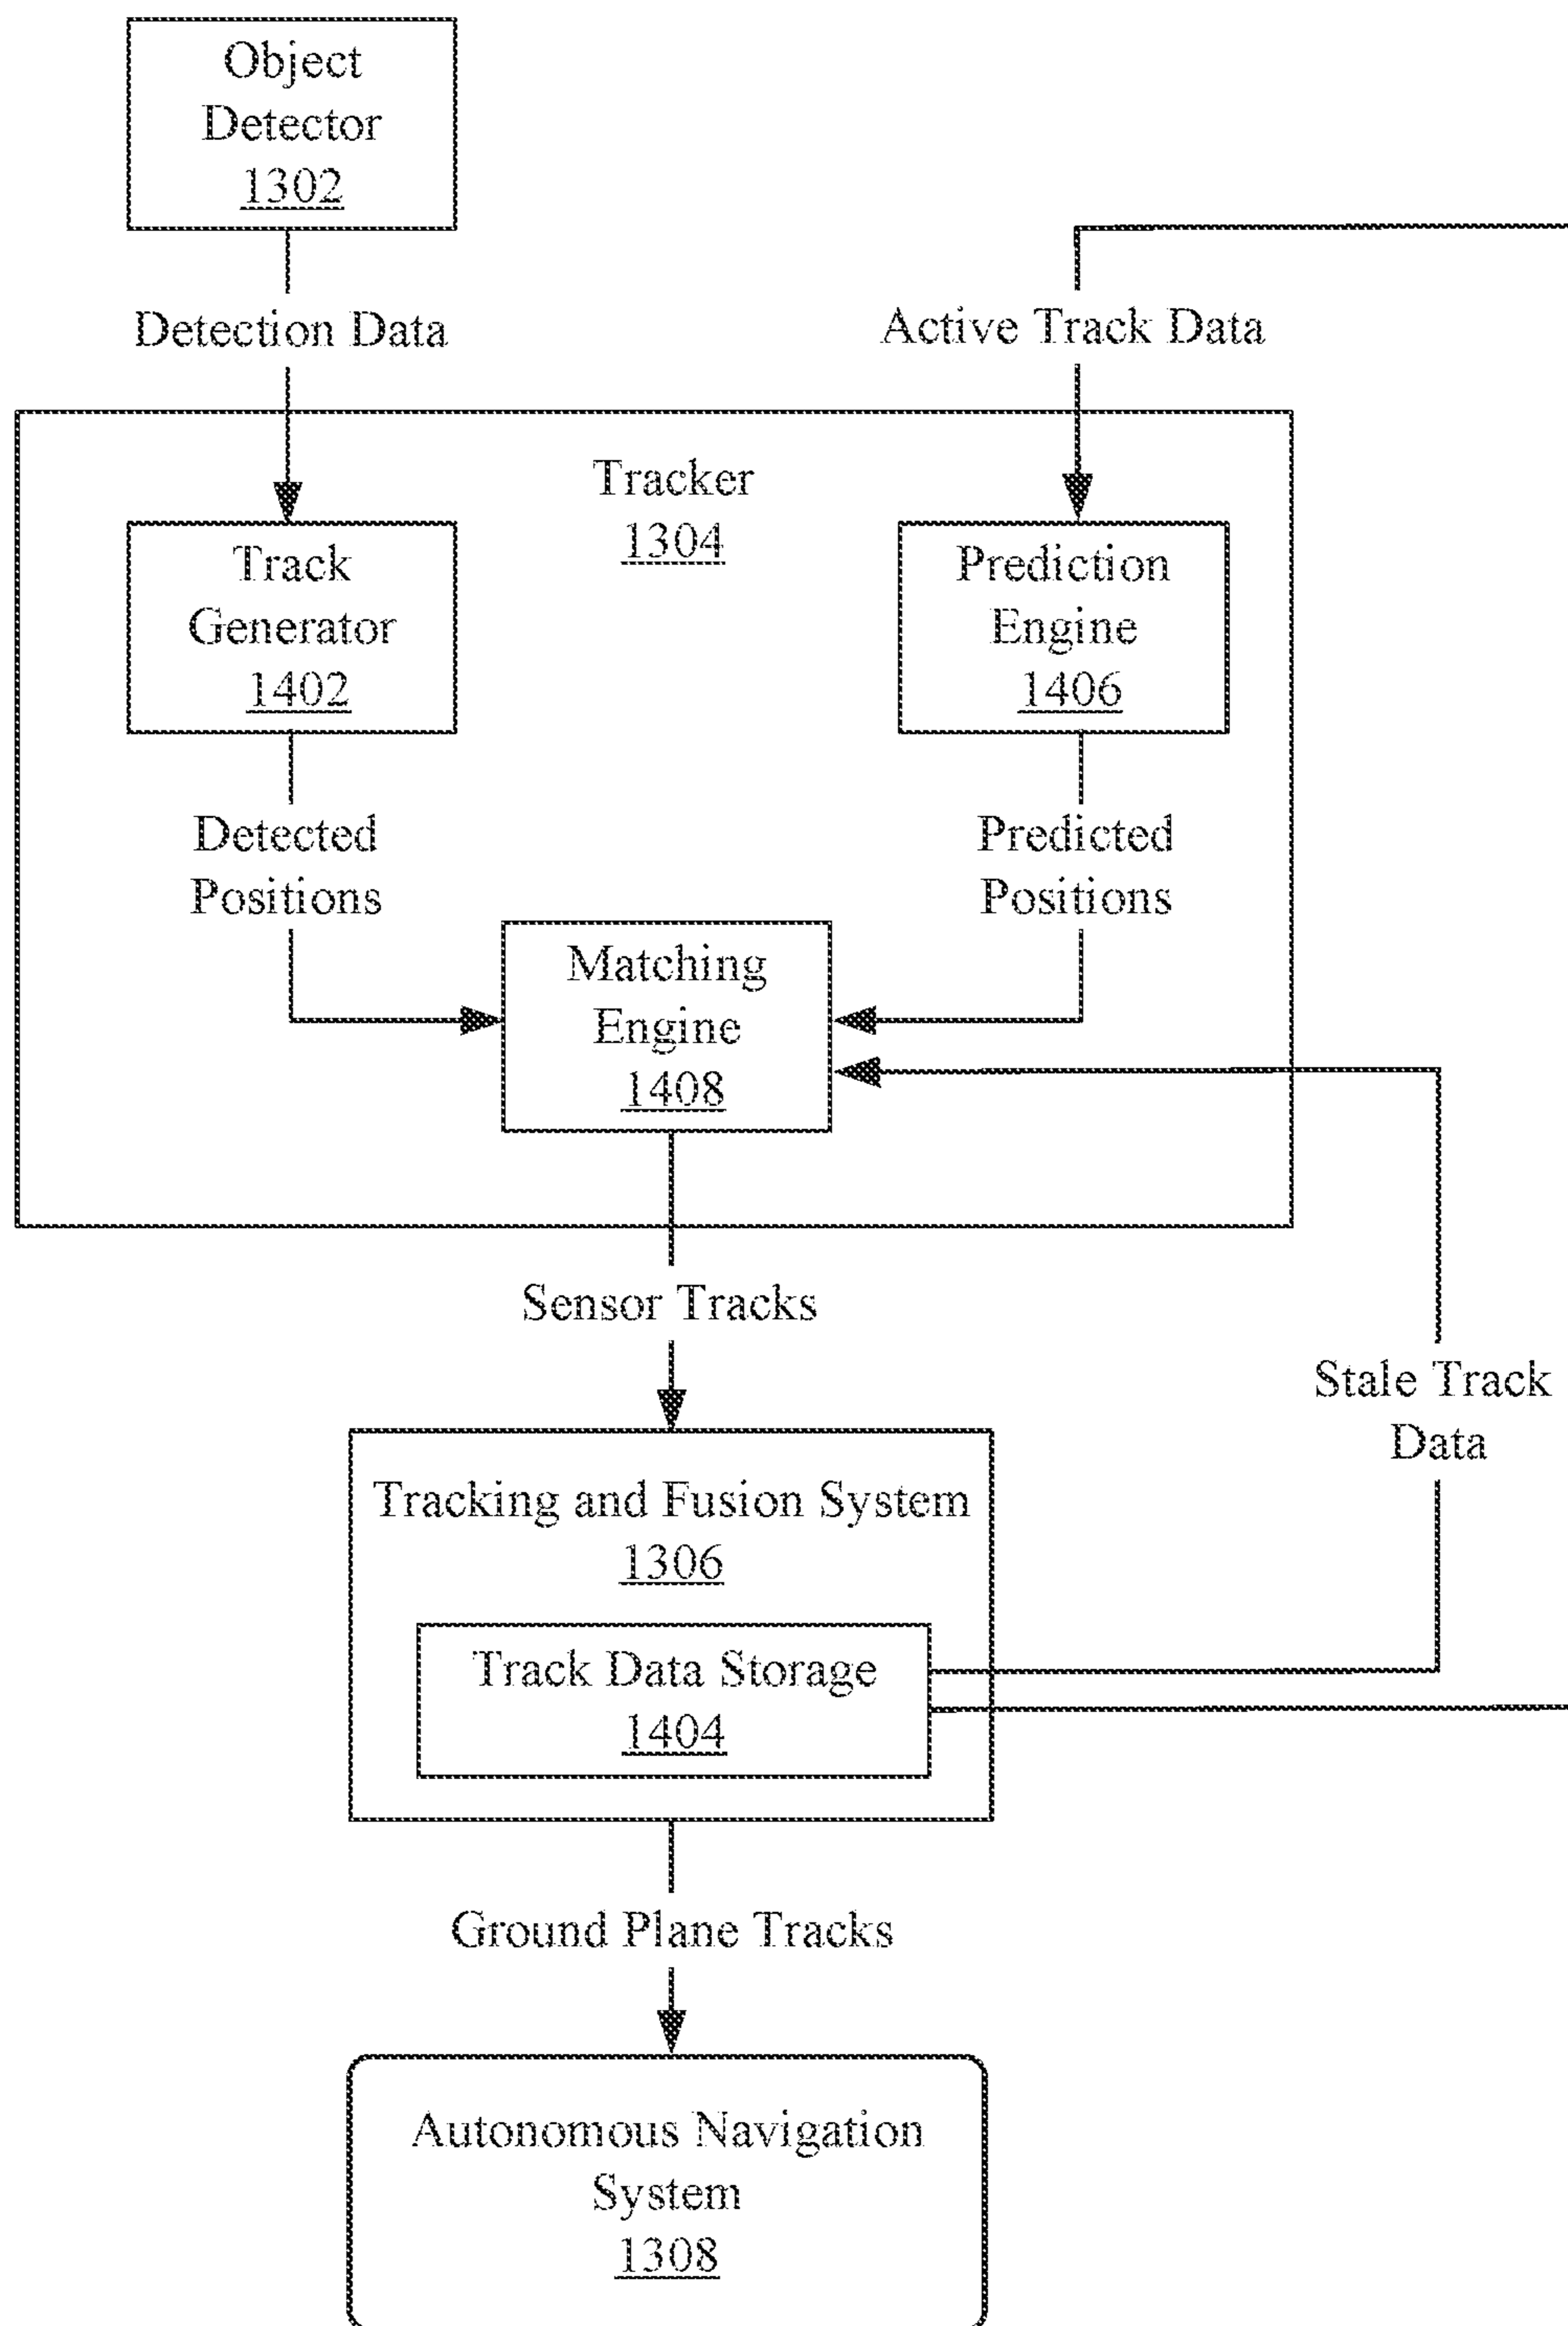 Object
Detector
1302
Detection Data
Active Track Data
Tracker
1304
Track
Generator
1402
Prediction
Engine
1406
Detected
Positions
Predicted
Positions
Matching
Engine
1408
Sensor Tracks
Stale Track
Data
Tracking and Fusion System
1306
Track Data Storage
1404
Ground Plane Tracks
Autonomous Navigation
System
1308